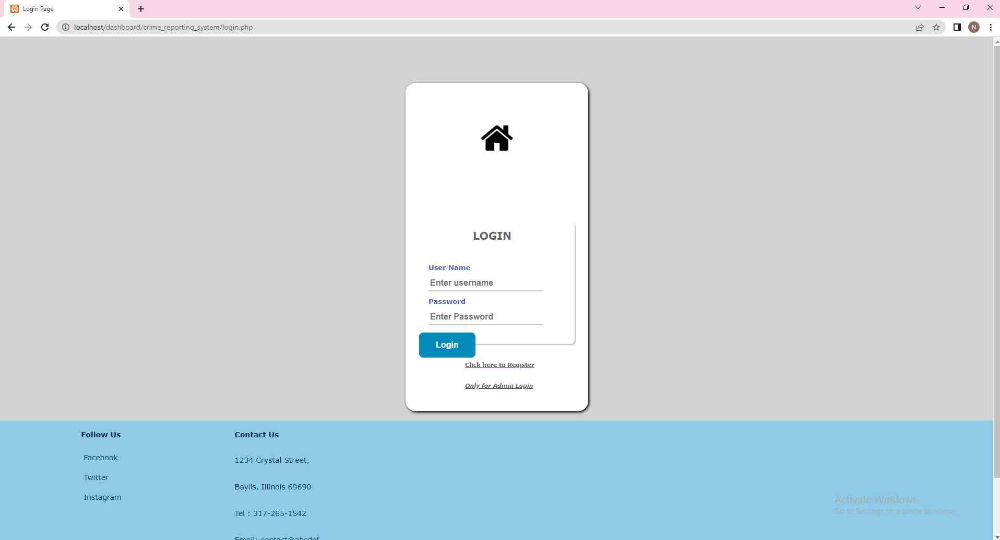 Login Page
localhost/dashboard/crime_reporting_system/login.php
N
LOGIN
User Name
Enter username
Password
Enter Password
Login
Click here to Register
Only for Admin Login
Follow Us
Facebook
Twitter
Instagram
Contact Us
1234 Crystal Street,
Baylis, Illinois 69690
Tel : 317-265-1542
Email: contact@abcdef
Activate Windows
Go to Settings to activate Windows.